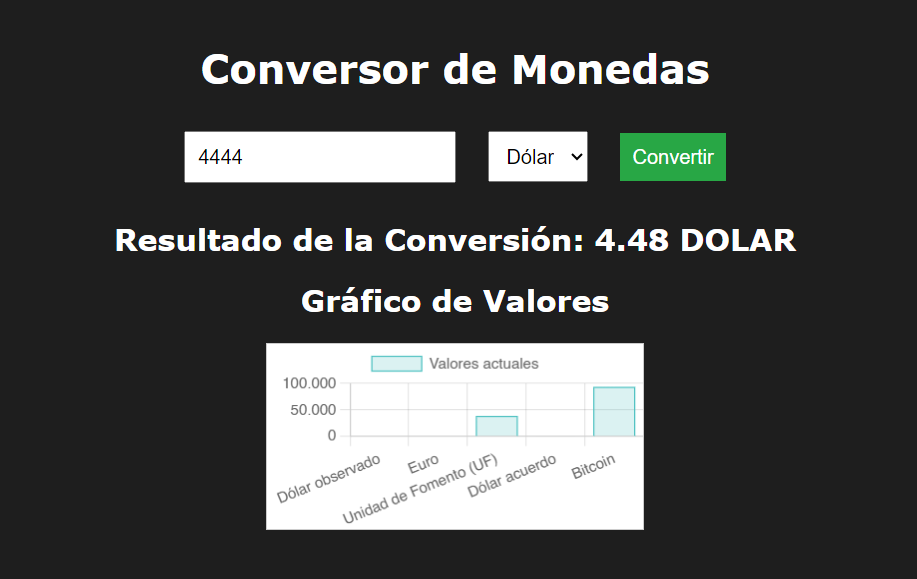 Conversor de Monedas
4444 Dólar Convertir
Resultado de la Conversión: 4.48 DOLAR
Gráfico de Valores
Valores actuales
100.000
50.000
0
Dólar observado
Euro
Unidad de Fomento (UF)
Dólar acuerdo
Bitcoin